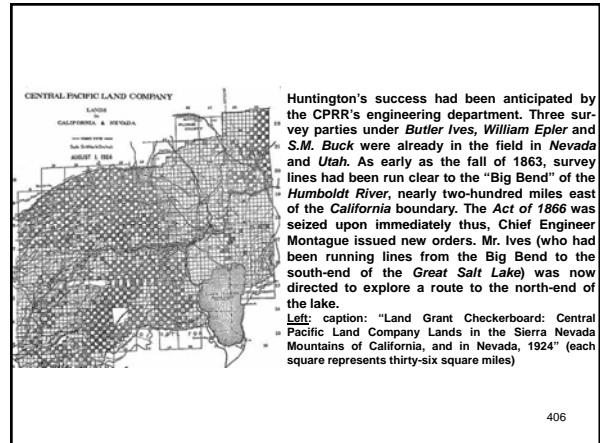 CENTRAL PACIFIC LAND COMPANY
LANDS
IN
CALIFORNIA & NEVADA
AUGUST 1, 1924
Huntington’s success had been anticipated by
the CPRR’s engineering department. Three sur-
vey parties under Butler Ives, William Epler and
S.M. Buck were already in the field in Nevada
and Utah. As early as the fall of 1863, survey
lines had been run clear to the “Big Bend” of the
Humboldt River, nearly two-hundred miles east
of the California boundary. The Act of 1866 was
seized upon immediately thus, Chief Engineer
Montague issued new orders. Mr. Ives (who had
been running lines from the Big Bend to the
south-end of the Great Salt Lake) was now
directed to explore a route to the north-end of
the lake.
Left: caption: “Land Grant Checkerboard: Central
Pacific Land Company Lands in the Sierra Nevada
Mountains of California, and in Nevada, 1924” (each
square represents thirty-six square miles)
406